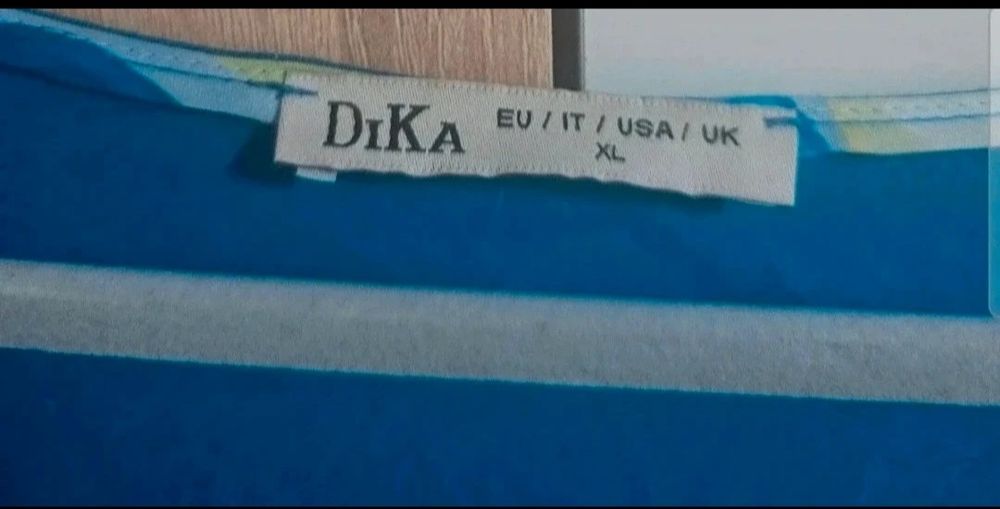 DIKA
EU / IT / USA / UK
XL